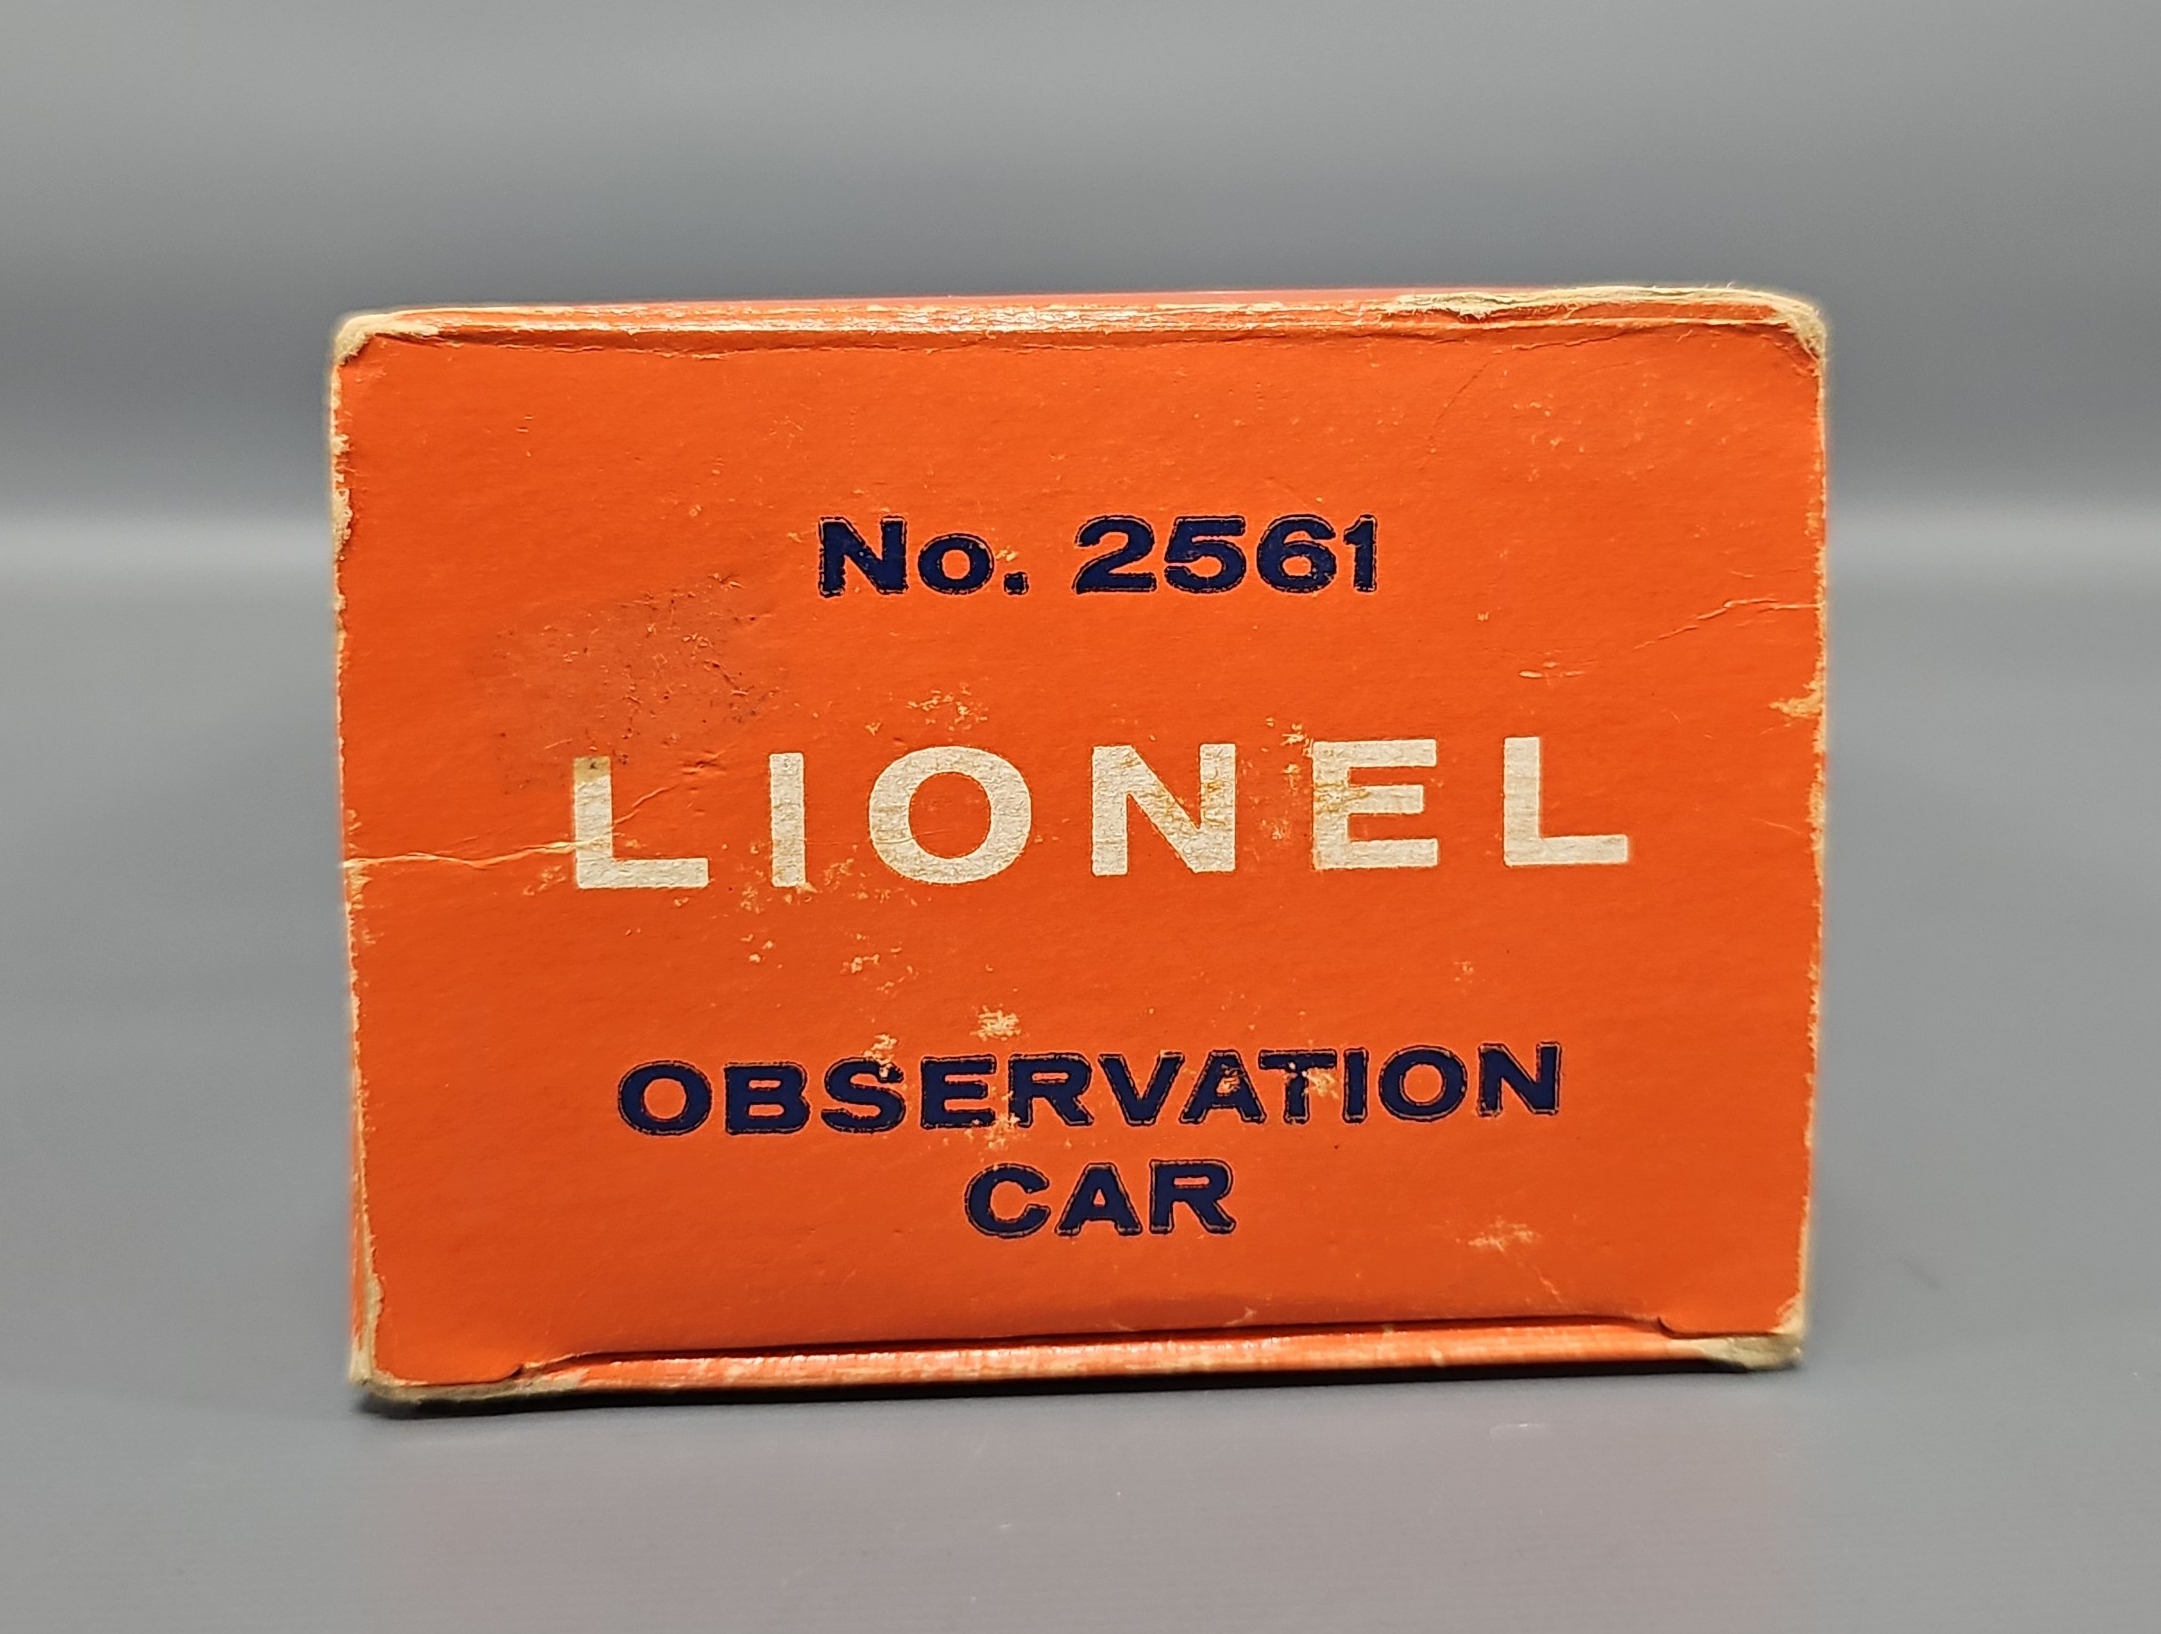 No. 2561
LIONEL
OBSERVATION
CAR